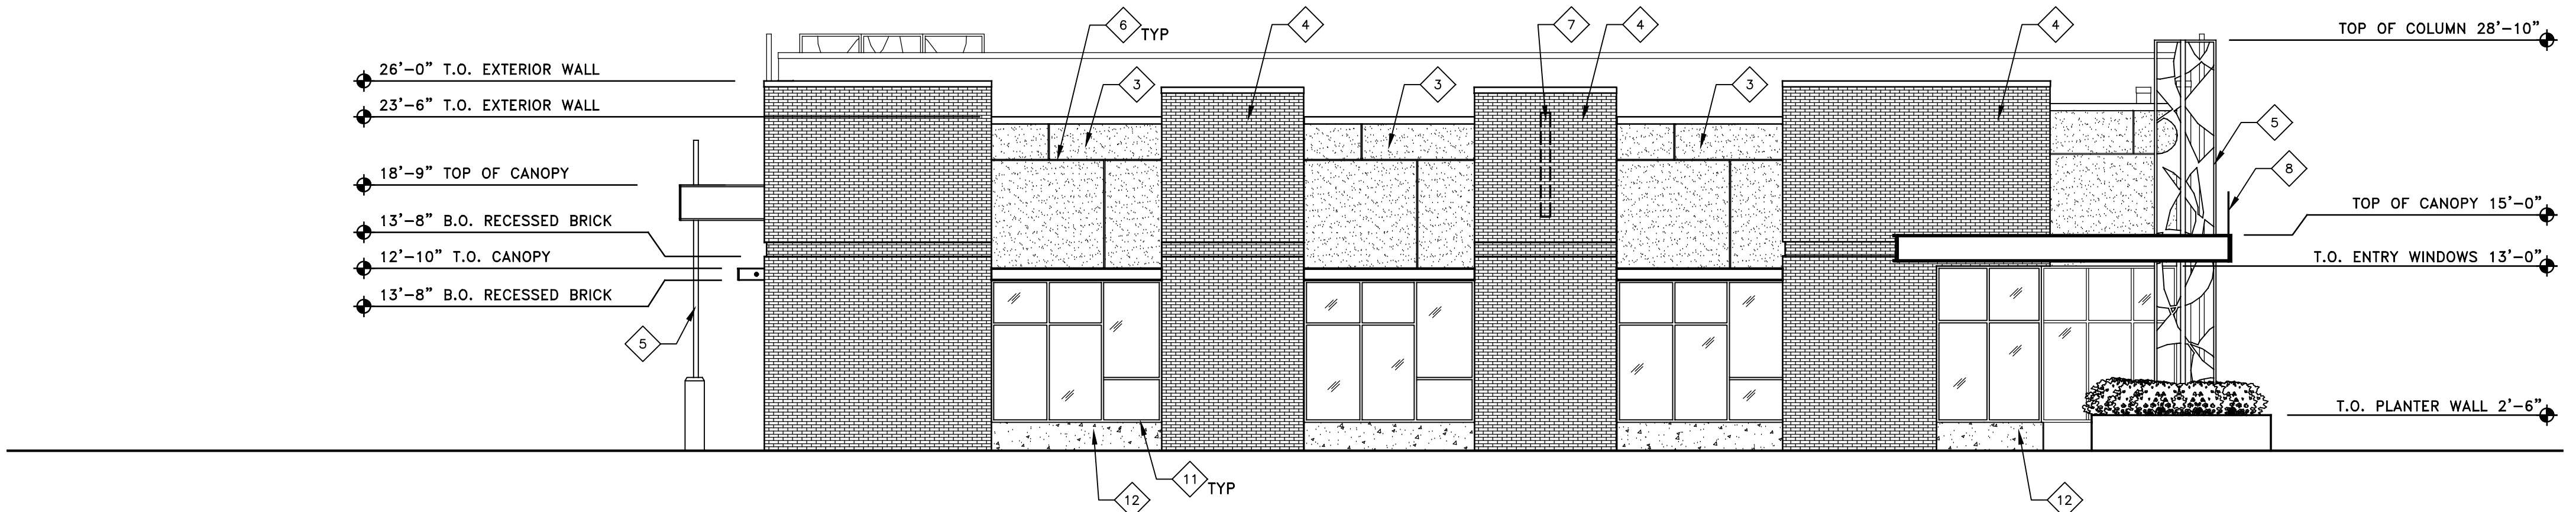 6 TYP
4
7
4
4
TOP OF COLUMN 28'-10"
26'-0" T.O. EXTERIOR WALL
3
3
3
23'-6" T.O. EXTERIOR WALL
5
18'-9" TOP OF CANOPY
8
TOP OF CANOPY 15'-0"
13'-8" B.O. RECESSED BRICK
12'-10" T.O. CANOPY
T.O. ENTRY WINDOWS 13'-0"
13'-8" B.O. RECESSED BRICK
5
T.O. PLANTER WALL 2'-6"
11 TYP
12
12